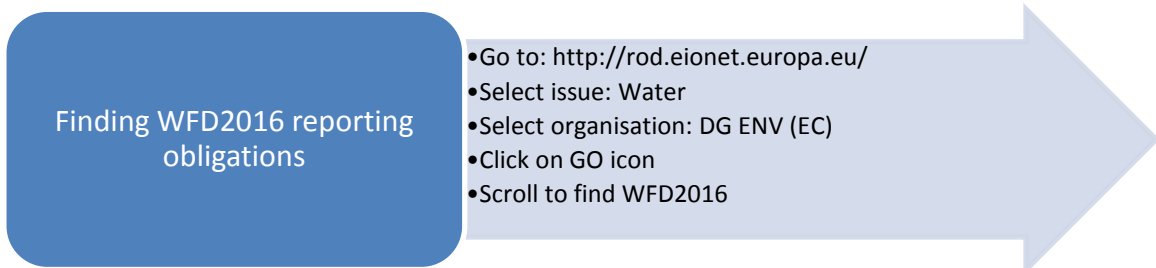 Finding WFD2016 reporting
obligations
•Go to: http://rod.eionet.europa.eu/
•Select issue: Water
•Select organisation: DG ENV (EC)
•Click on GO icon
•Scroll to find WFD2016